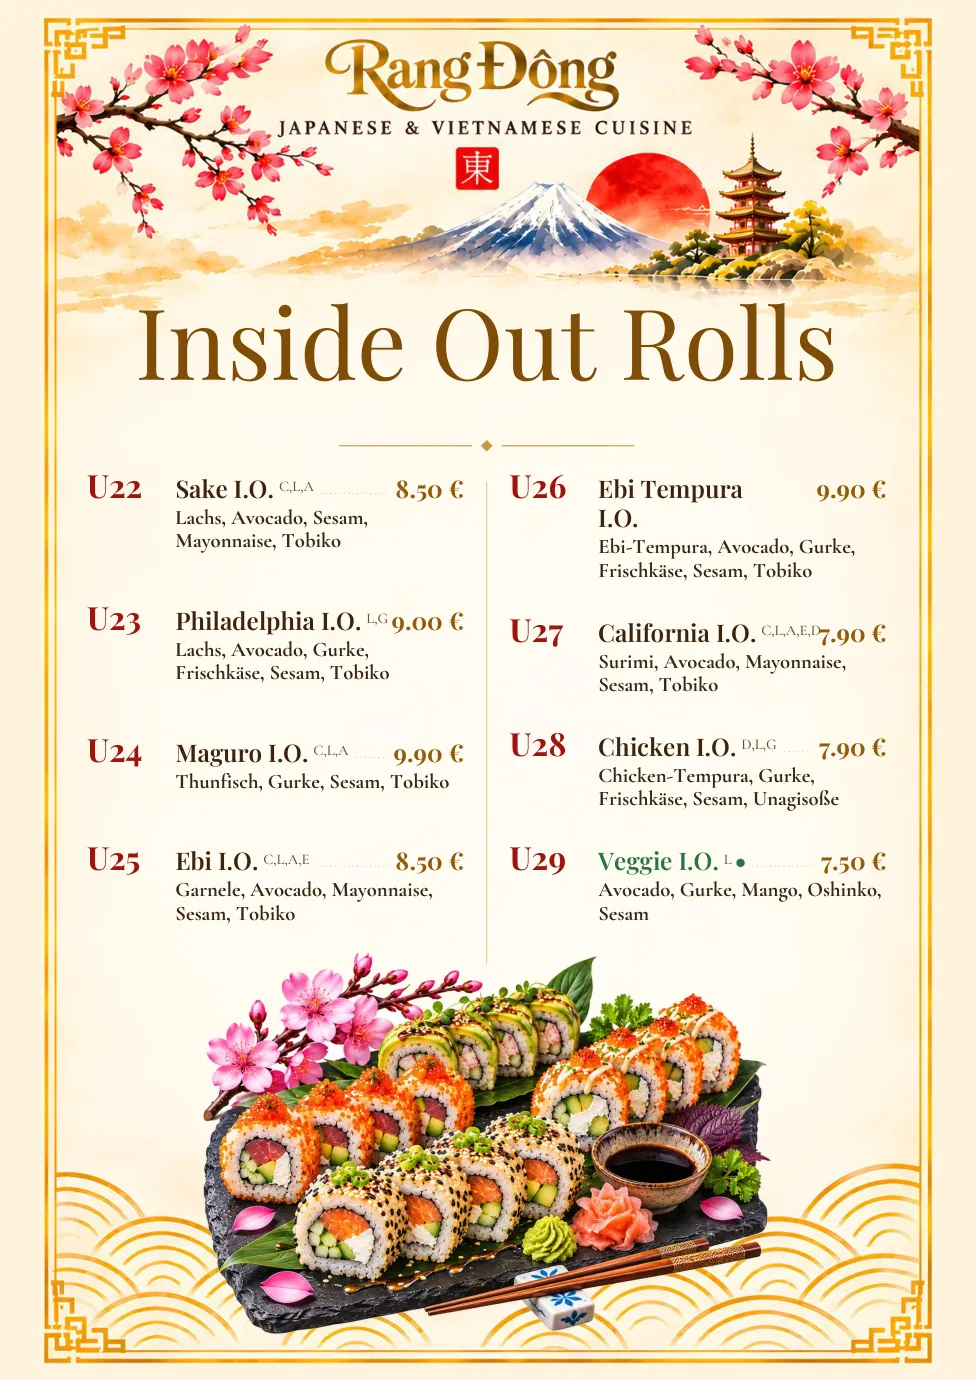 Rang Đông
JAPANESE & VIETNAMESE CUISINE
東
Inside Out Rolls
U22 Sake I.O. C,L,A 8.50 €
Lachs, Avocado, Sesam,
Mayonnaise, Tobiko
U23 Philadelphia I.O. L,G 9.00 €
Lachs, Avocado, Gurke,
Frischkäse, Sesam, Tobiko
U24 Maguro I.O. C,L,A 9.90 €
Thunfisch, Gurke, Sesam, Tobiko
U25 Ebi I.O. C,L,A,E 8.50 €
Garnele, Avocado, Mayonnaise,
Sesam, Tobiko
U26 Ebi Tempura 9.90 €
I.O.
Ebi-Tempura, Avocado, Gurke,
Frischkäse, Sesam, Tobiko
U27 California I.O. C,L,A,E,D 7.90 €
Surimi, Avocado, Mayonnaise,
Sesam, Tobiko
U28 Chicken I.O. D,L,G 7.90 €
Chicken-Tempura, Gurke,
Frischkäse, Sesam, Unagisoße
U29 Veggie I.O. L ● 7.50 €
Avocado, Gurke, Mango, Oshinko,
Sesam